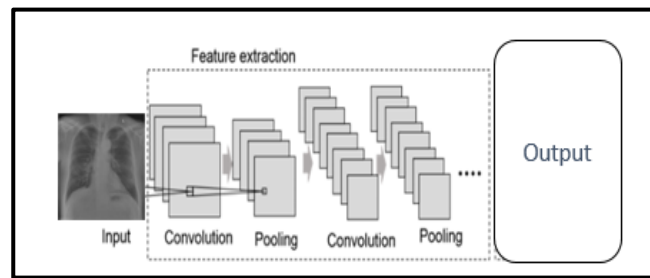 Feature extraction
Output
Input
Convolution
Pooling
Convolution
Pooling